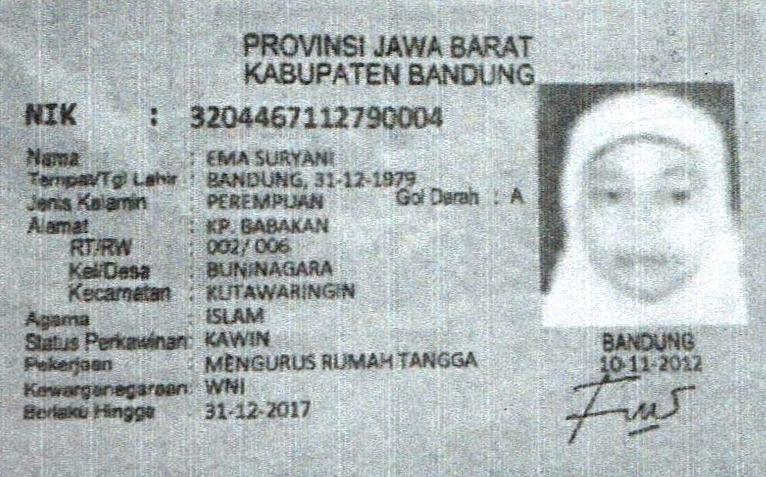 PROVINSI JAWA BARAT
KABUPATEN BANDUNG
NIK : 3204467112790004
Nama : EMA SURYANI
Tempat/Tgl Lahir : BANDUNG, 31-12-1979
Jenis Kelamin : PEREMPUAN Gol Darah : A
Alamat : KP. BABAKAN
RT/RW : 002/ 006
Kel/Desa : BUNINAGARA
Kecamatan : KUTAWARINGIN
Agama : ISLAM
Status Perkawinan: KAWIN
Pekerjaan : MENGURUS RUMAH TANGGA
Kewarganegaraan: WNI
Berlaku Hingga : 31-12-2017
BANDUNG
10-11-2012